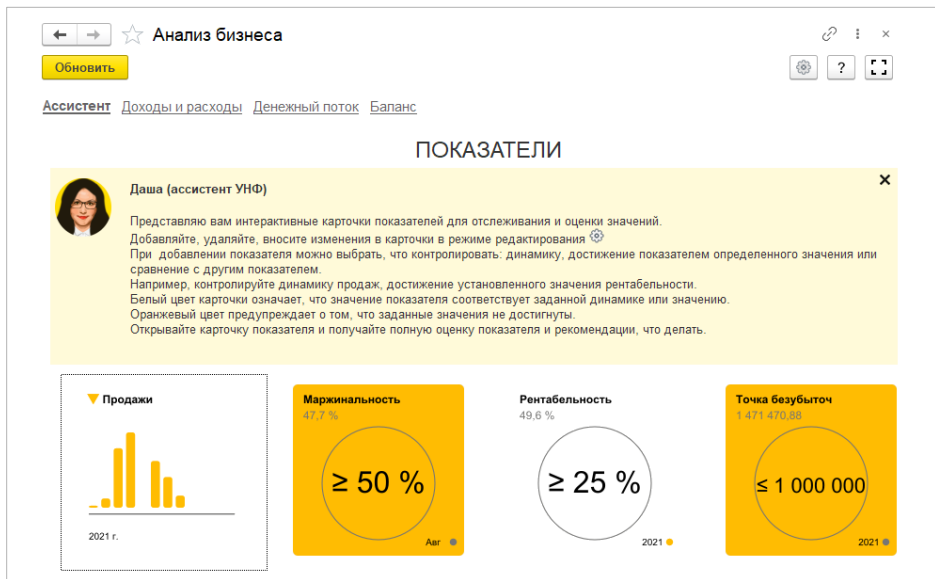 Анализ бизнеса
Обновить
?
Ассистент Доходы и расходы Денежный поток Баланс
ПОКАЗАТЕЛИ
Даша (ассистент УНФ)
Представляю вам интерактивные карточки показателей для отслеживания и оценки значений.
Добавляйте, удаляйте, вносите изменения в карточки в режиме редактирования
При добавлении показателя можно выбрать, что контролировать: динамику, достижение показателем определенного значения или
сравнение с другим показателем.
Например, контролируйте динамику продаж, достижение установленного значения рентабельности.
Белый цвет карточки означает, что значение показателя соответствует заданной динамике или значению.
Оранжевый цвет предупреждает о том, что заданные значения не достигнуты.
Открывайте карточку показателя и получайте полную оценку показателя и рекомендации, что делать.
Продажи
2021 г.
Маржинальность
47,7 %
≥ 50 %
Авг
Рентабельность
49,6 %
≥ 25 %
2021
Точка безубыточ
1 471 470,88
≤ 1 000 000
2021